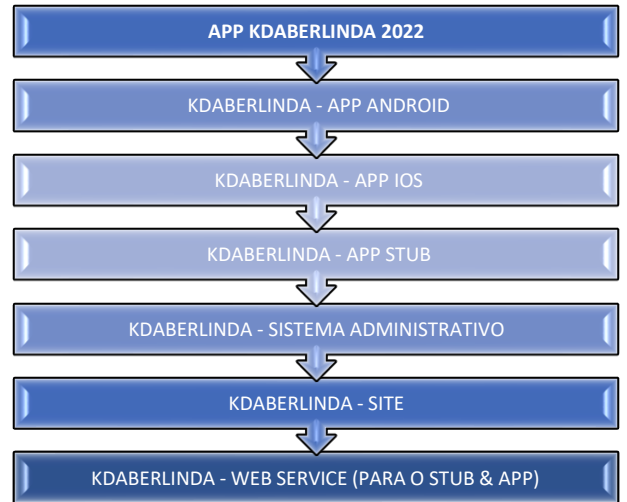 APP KDABERLINDA 2022
KDABERLINDA - APP ANDROID
KDABERLINDA - APP IOS
KDABERLINDA - APP STUB
KDABERLINDA - SISTEMA ADMINISTRATIVO
KDABERLINDA - SITE
KDABERLINDA - WEB SERVICE (PARA O STUB & APP)